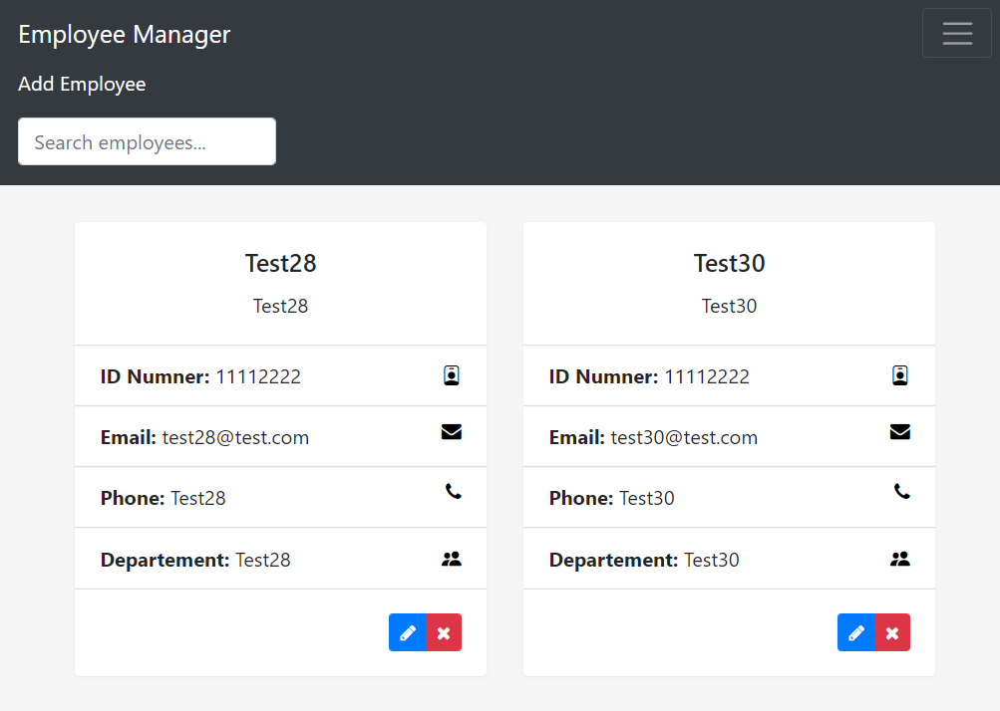 Employee Manager
Add Employee
Search employees...
Test28
Test28
ID Numner: 11112222
Email: test28@test.com
Phone: Test28
Departement: Test28
Test30
Test30
ID Numner: 11112222
Email: test30@test.com
Phone: Test30
Departement: Test30